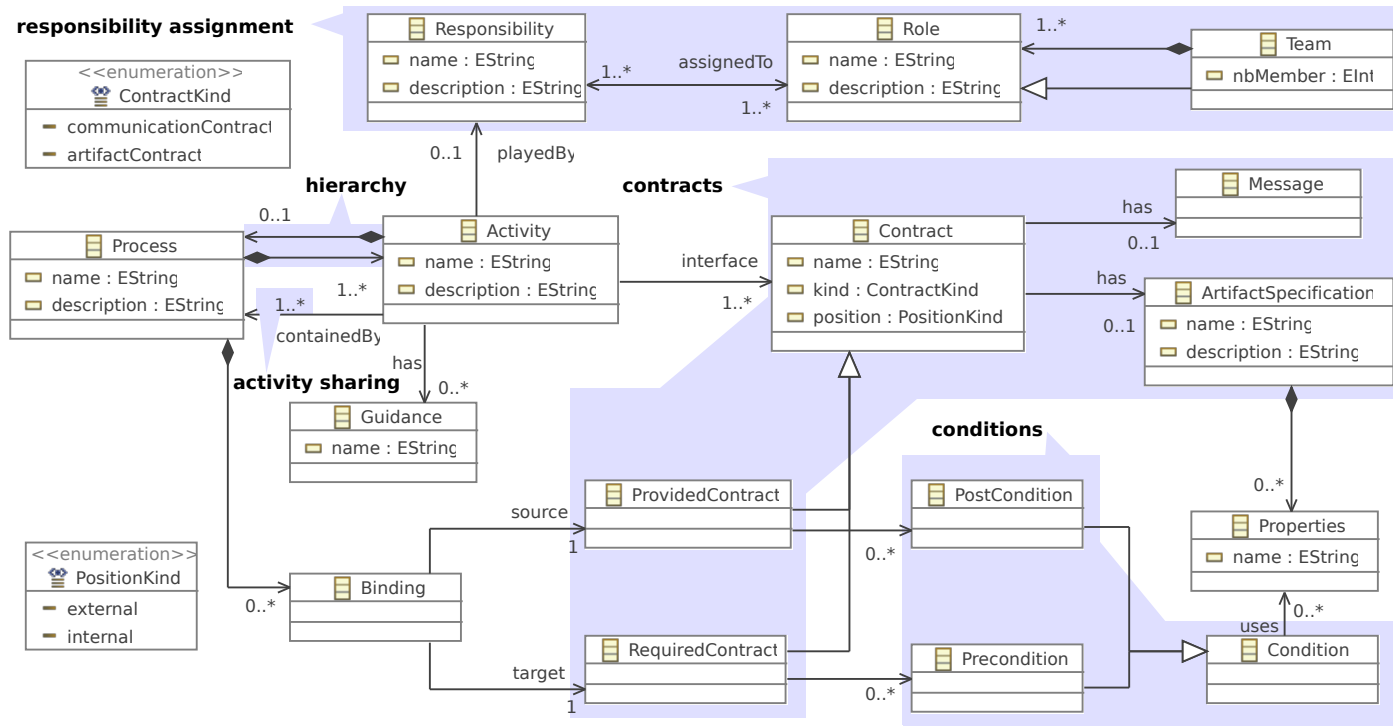 responsibility assignment
Responsibility
name : EString
description : EString
1..*
assignedTo
1..*
Role
name : EString
description : EString
1..*
Team
nbMember : EInt
<<enumeration>>
ContractKind
communicationContract
artifactContract
0..1
playedBy
hierarchy
contracts
Message
0..1
Process
name : EString
description : EString
1..*
1..*
containedBy
Activity
name : EString
description : EString
interface
1..*
Contract
name : EString
kind : ContractKind
position : PositionKind
has
0..1
has
0..1
ArtifactSpecification
name : EString
description : EString
activity sharing
has
0..*
Guidance
name : EString
conditions
source
1
ProvidedContract
0..*
PostCondition
0..*
Properties
name : EString
<<enumeration>>
PositionKind
external
internal
0..*
Binding
target
1
RequiredContract
0..*
Precondition
uses
0..*
Condition